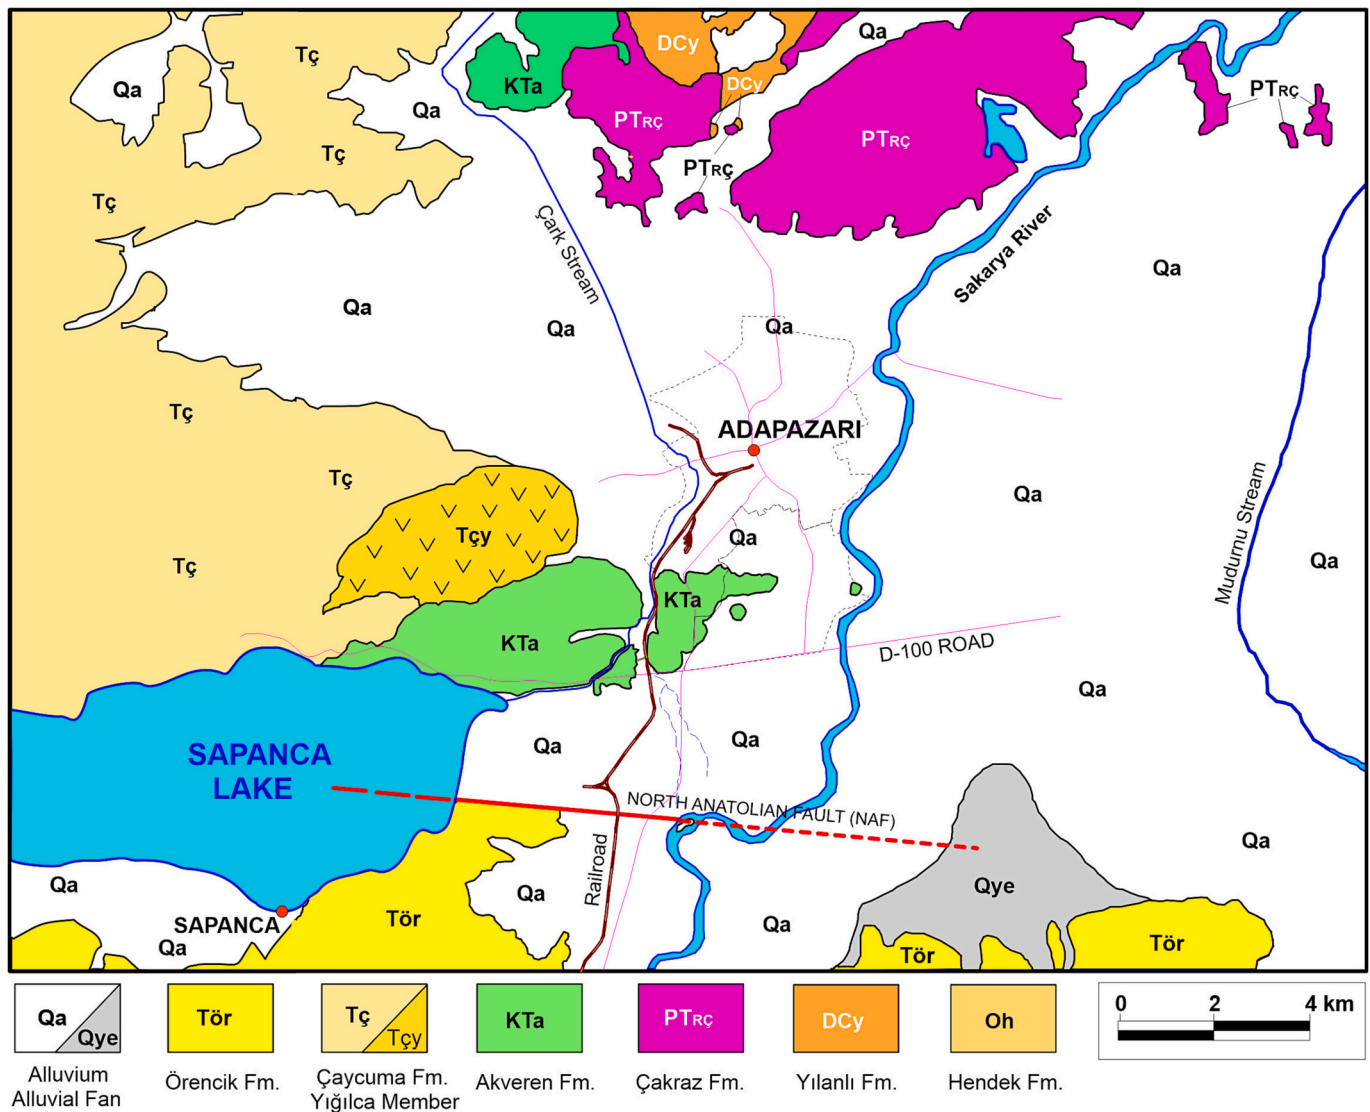 Tç
DCy
Qa
Qa
KTa
DCy
Qa
PTRÇ
PTRÇ
PTRÇ
Tç
PTRÇ
Tç
Çark Stream
Sakarya River
Qa
Qa
Qa
Qa
Tç
ADAPAZARI
Tç
Qa
Mudurnu Stream
Tçy
Qa
Qa
Tç
KTa
KTa
D-100 ROAD
Qa
SAPANCA
LAKE
Qa
Qa
NORTH ANATOLIAN FAULT (NAF)
Qa
Railroad
Qa
Qa
Qye
SAPANCA
Tör
Qa
Qa
Tör
Tör
Qa
Qye
Tör
Tç
Tçy
KTa
PTRÇ
DCy
Oh
0 2 4 km
Alluvium
Alluvial Fan
Örencik Fm.
Çaycuma Fm.
Yığılca Member
Akveren Fm.
Çakraz Fm.
Yılanlı Fm.
Hendek Fm.